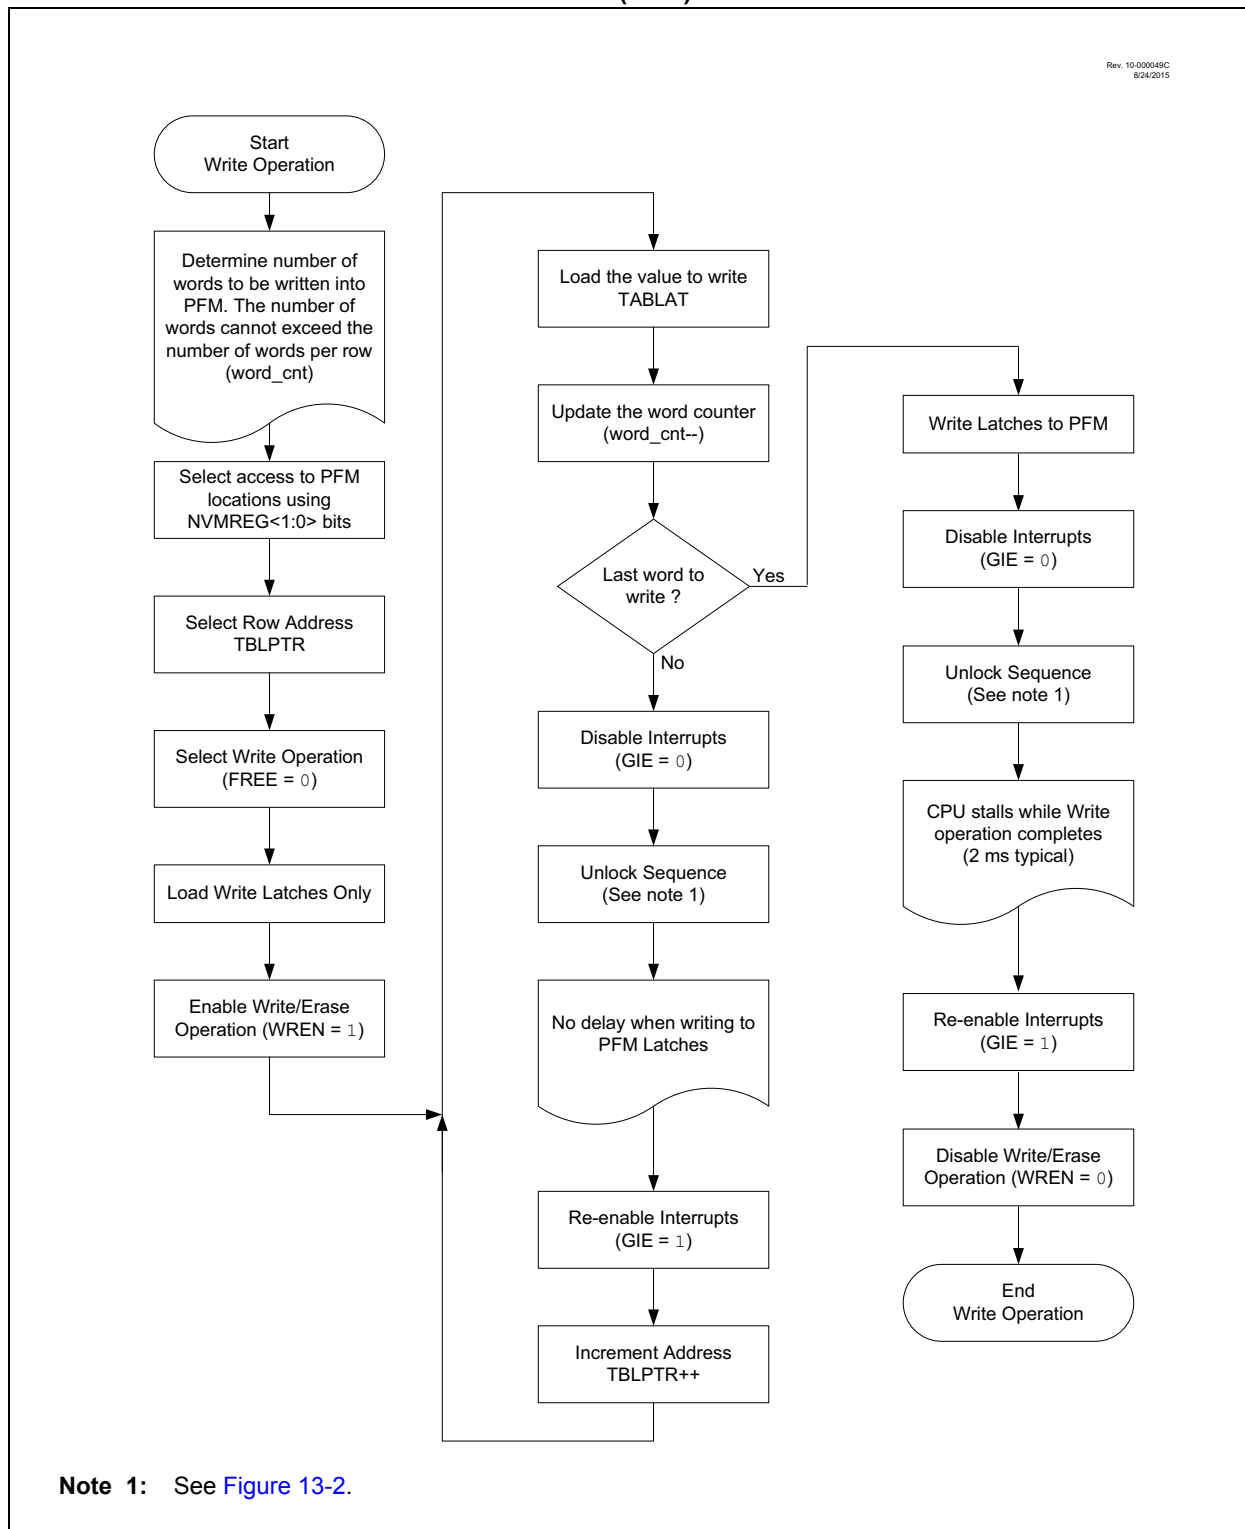 Rev. 10-000049C
8/24/2015
Start
Write Operation
Determine number of
words to be written into
PFM. The number of
words cannot exceed the
number of words per row
(word_cnt)
Select access to PFM
locations using
NVMREG<1:0> bits
Select Row Address
TBLPTR
Select Write Operation
(FREE = 0)
Load Write Latches Only
Enable Write/Erase
Operation (WREN = 1)
Load the value to write
TABLAT
Update the word counter
(word_cnt--)
Last word to
write ?
Yes
No
Disable Interrupts
(GIE = 0)
Unlock Sequence
(See note 1)
No delay when writing to
PFM Latches
Re-enable Interrupts
(GIE = 1)
Increment Address
TBLPTR++
Write Latches to PFM
Disable Interrupts
(GIE = 0)
Unlock Sequence
(See note 1)
CPU stalls while Write
operation completes
(2 ms typical)
Re-enable Interrupts
(GIE = 1)
Disable Write/Erase
Operation (WREN = 0)
End
Write Operation
Note 1: See Figure 13-2.